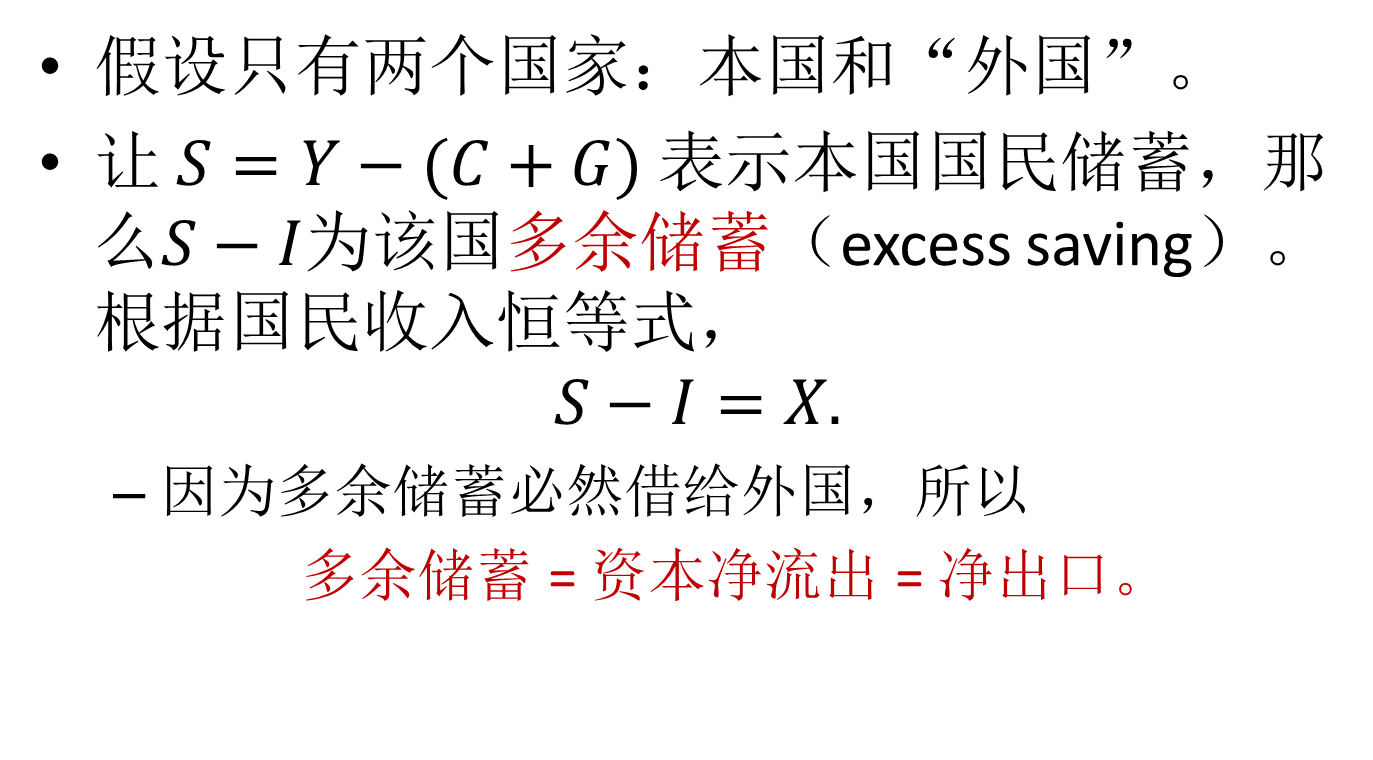 • 假设只有两个国家：本国和“外国”。
• 让 S = Y − (C + G) 表示本国国民储蓄，那
么S − I为该国多余储蓄（excess saving）。
根据国民收入恒等式，
S − I = X.
– 因为多余储蓄必然借给外国，所以
多余储蓄 = 资本净流出 = 净出口。